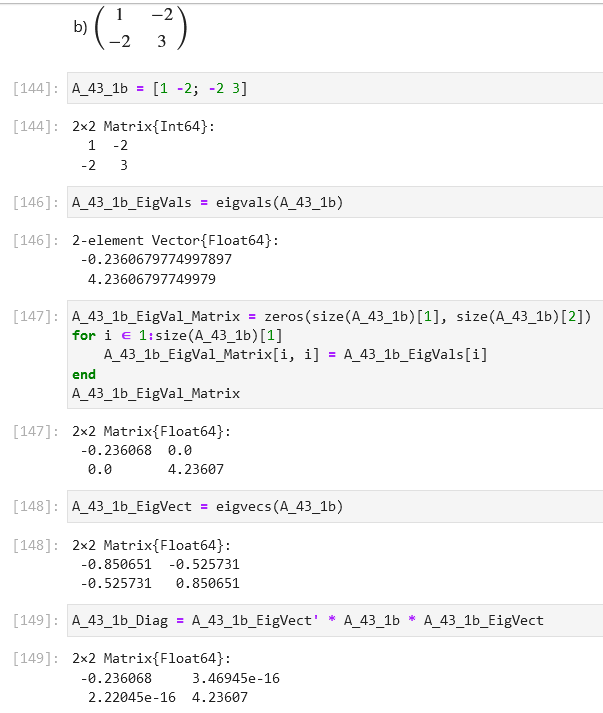 b) ( 1 −2
−2 3 )
[144]: A_43_1b = [1 -2; -2 3]
[144]: 2×2 Matrix{Int64}:
1 -2
-2 3
[146]: A_43_1b_EigVals = eigvals(A_43_1b)
[146]: 2-element Vector{Float64}:
-0.2360679774997897
4.23606797749979
[147]: A_43_1b_EigVal_Matrix = zeros(size(A_43_1b)[1], size(A_43_1b)[2])
for i ∈ 1:size(A_43_1b)[1]
A_43_1b_EigVal_Matrix[i, i] = A_43_1b_EigVals[i]
end
A_43_1b_EigVal_Matrix
[147]: 2×2 Matrix{Float64}:
-0.236068 0.0
0.0 4.23607
[148]: A_43_1b_EigVect = eigvecs(A_43_1b)
[148]: 2×2 Matrix{Float64}:
-0.850651 -0.525731
-0.525731 0.850651
[149]: A_43_1b_Diag = A_43_1b_EigVect' * A_43_1b * A_43_1b_EigVect
[149]: 2×2 Matrix{Float64}:
-0.236068 3.46945e-16
2.22045e-16 4.23607